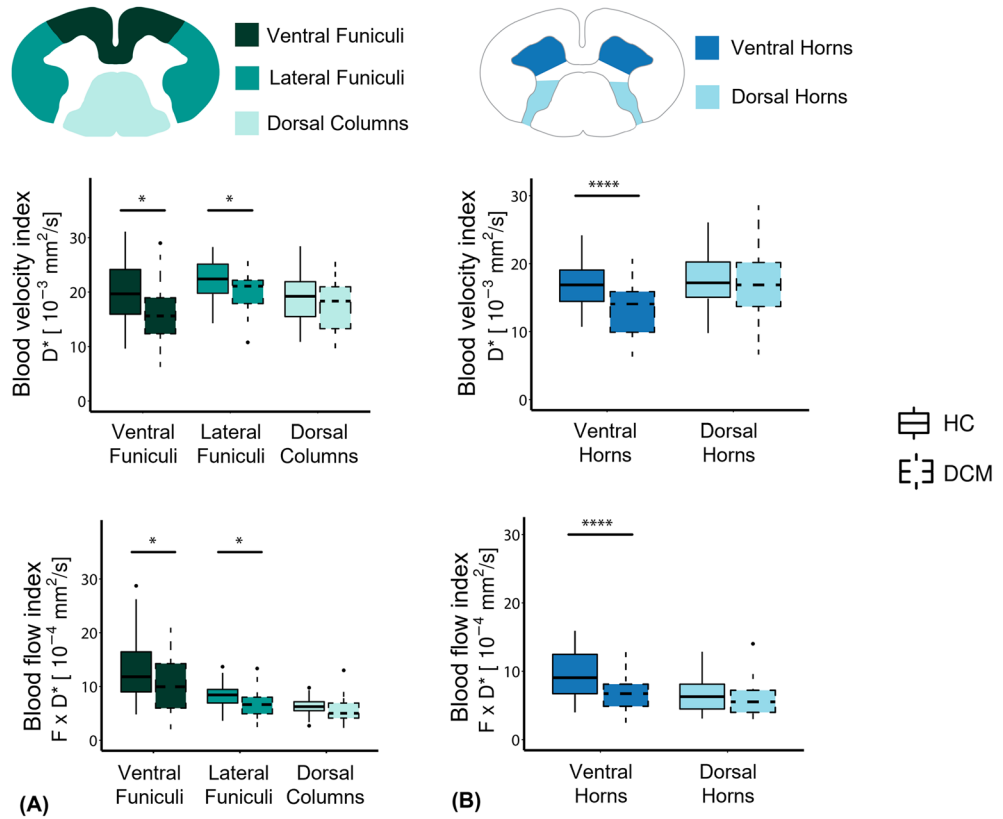 Ventral Funiculi
Lateral Funiculi
Dorsal Columns
Ventral Horns
Dorsal Horns
Blood velocity index
D* [ 10⁻³ mm²/s]
30
20
10
0
*
*
Ventral
Funiculi
Lateral
Funiculi
Dorsal
Columns
Blood velocity index
D* [ 10⁻³ mm²/s]
30
20
10
0
****
Ventral
Horns
Dorsal
Horns
HC
DCM
Blood flow index
F x D* [ 10⁻⁴ mm²/s]
30
20
10
0
*
*
Ventral
Funiculi
Lateral
Funiculi
Dorsal
Columns
(A)
Blood flow index
F x D* [ 10⁻⁴ mm²/s]
30
20
10
0
****
Ventral
Horns
Dorsal
Horns
(B)